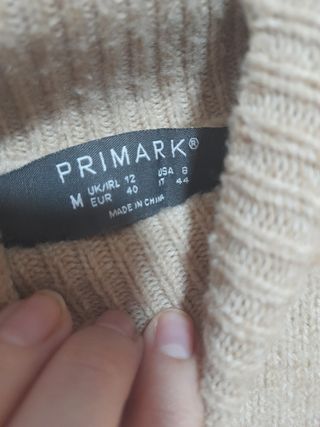 PRIMARK®
M UK/IRL 12 USA 8
EUR 40 IT 44
MADE IN CHINA